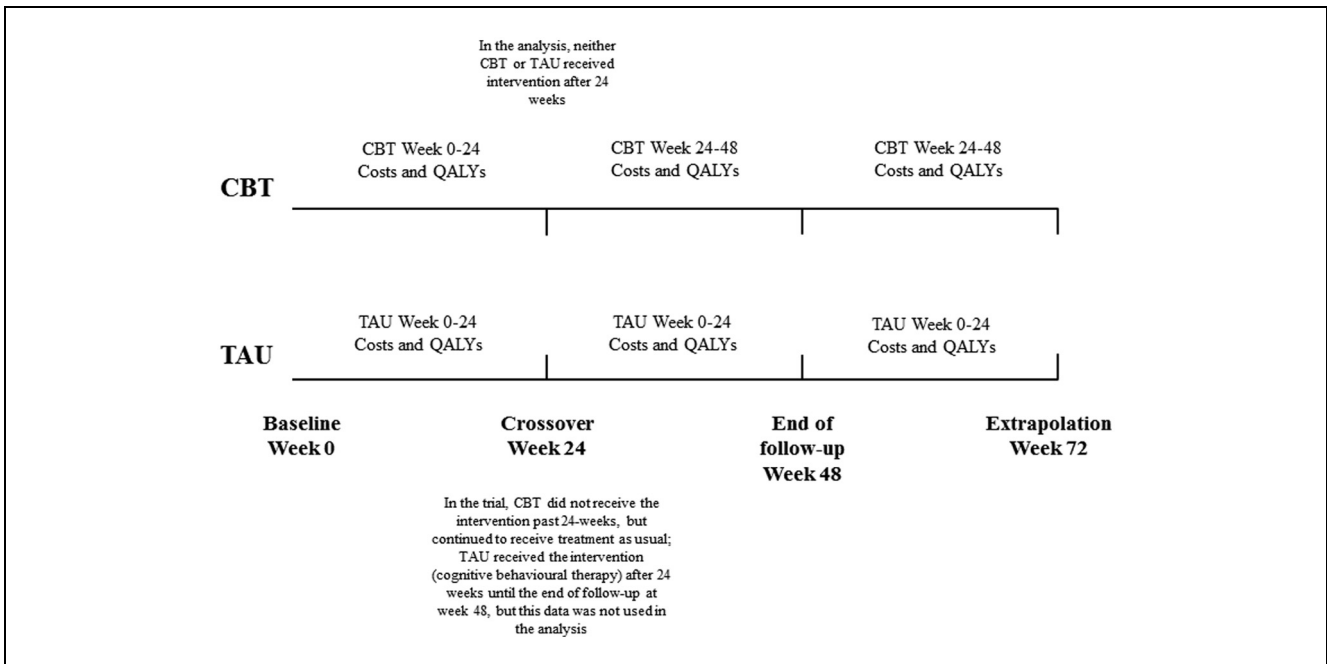 In the analysis, neither
CBT or TAU received
intervention after 24
weeks
CBT Week 0-24
Costs and QALYs
CBT Week 24-48
Costs and QALYs
CBT Week 24-48
Costs and QALYs
CBT
TAU Week 0-24
Costs and QALYs
TAU Week 0-24
Costs and QALYs
TAU Week 0-24
Costs and QALYs
TAU
Baseline
Week 0
Crossover
Week 24
End of
follow-up
Week 48
Extrapolation
Week 72
In the trial, CBT did not receive the
intervention past 24-weeks, but
continued to receive treatment as usual;
TAU received the intervention
(cognitive behavioural therapy) after 24
weeks until the end of follow-up at
week 48, but this data was not used in
the analysis